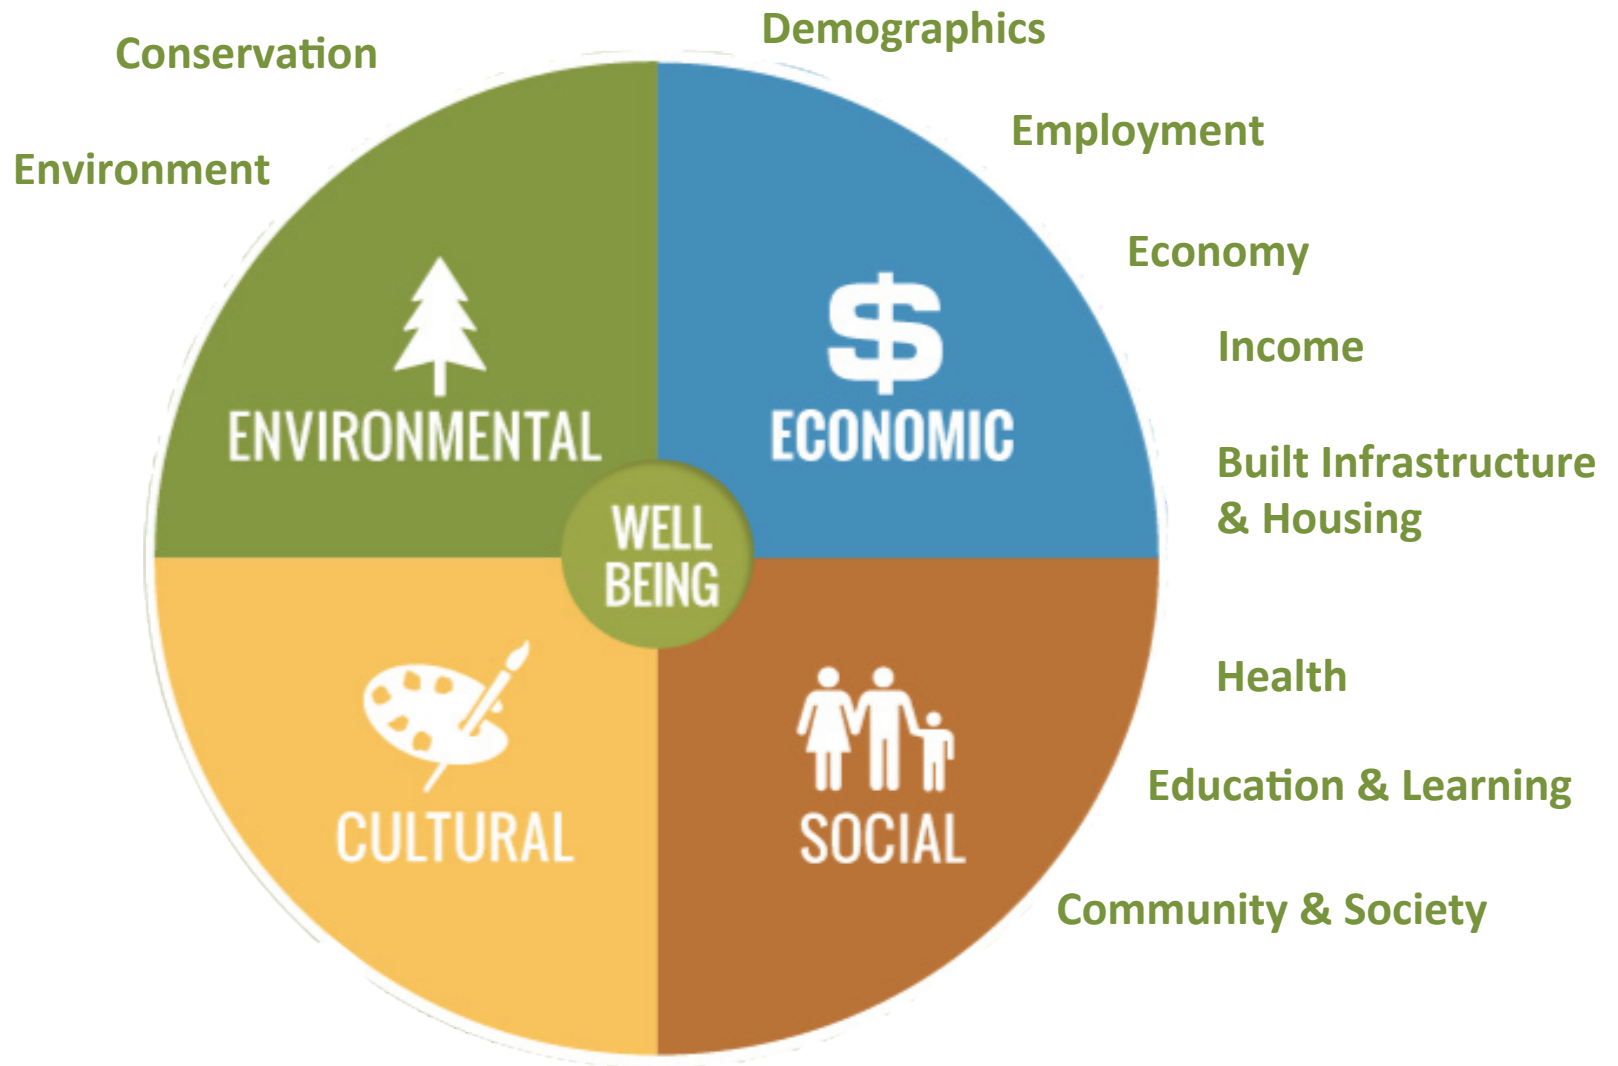 Conservation
Demographics
Environment
Employment
Economy
Income
ENVIRONMENTAL
ECONOMIC
Built Infrastructure
& Housing
WELL
BEING
Health
Education & Learning
CULTURAL
SOCIAL
Community & Society